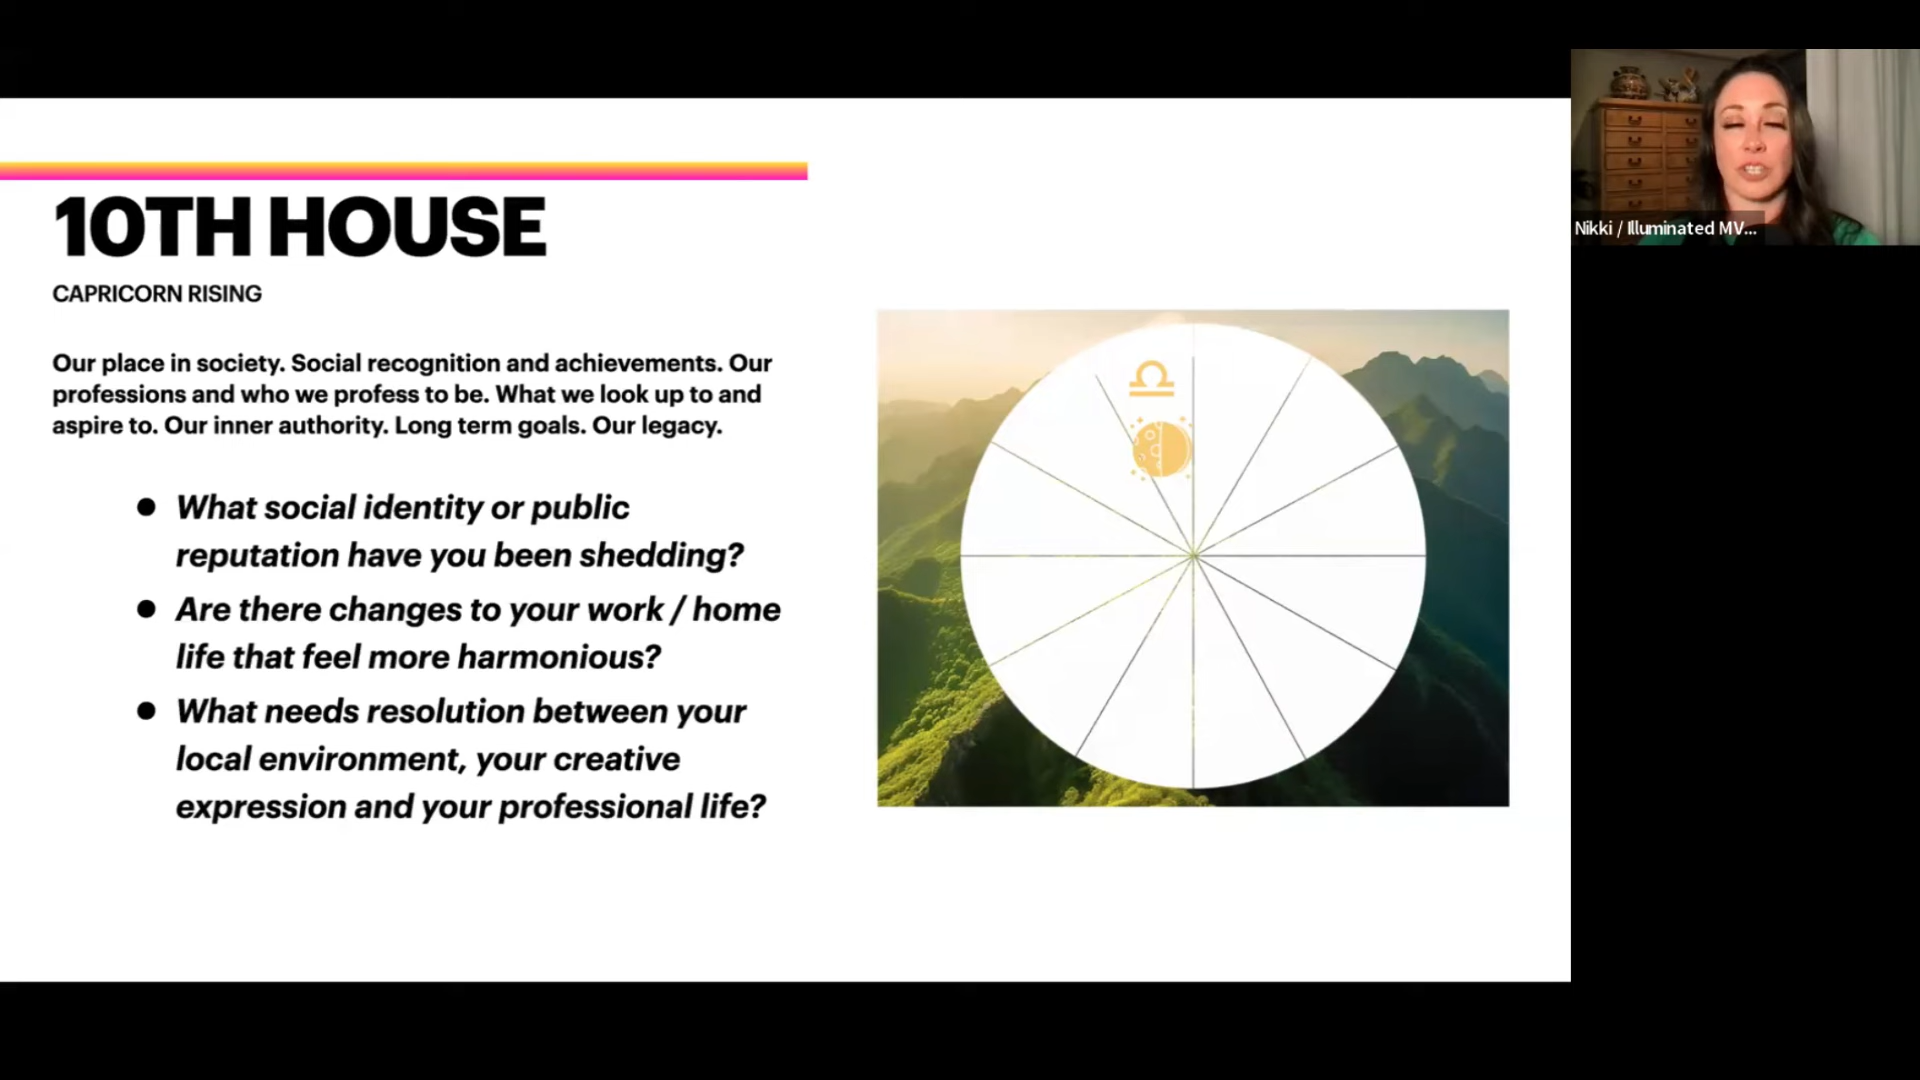 10TH HOUSE
CAPRICORN RISING
Our place in society. Social recognition and achievements. Our
professions and who we profess to be. What we look up to and
aspire to. Our inner authority. Long term goals. Our legacy.
● What social identity or public
reputation have you been shedding?
● Are there changes to your work / home
life that feel more harmonious?
● What needs resolution between your
local environment, your creative
expression and your professional life?
Nikki / Illuminated MV...